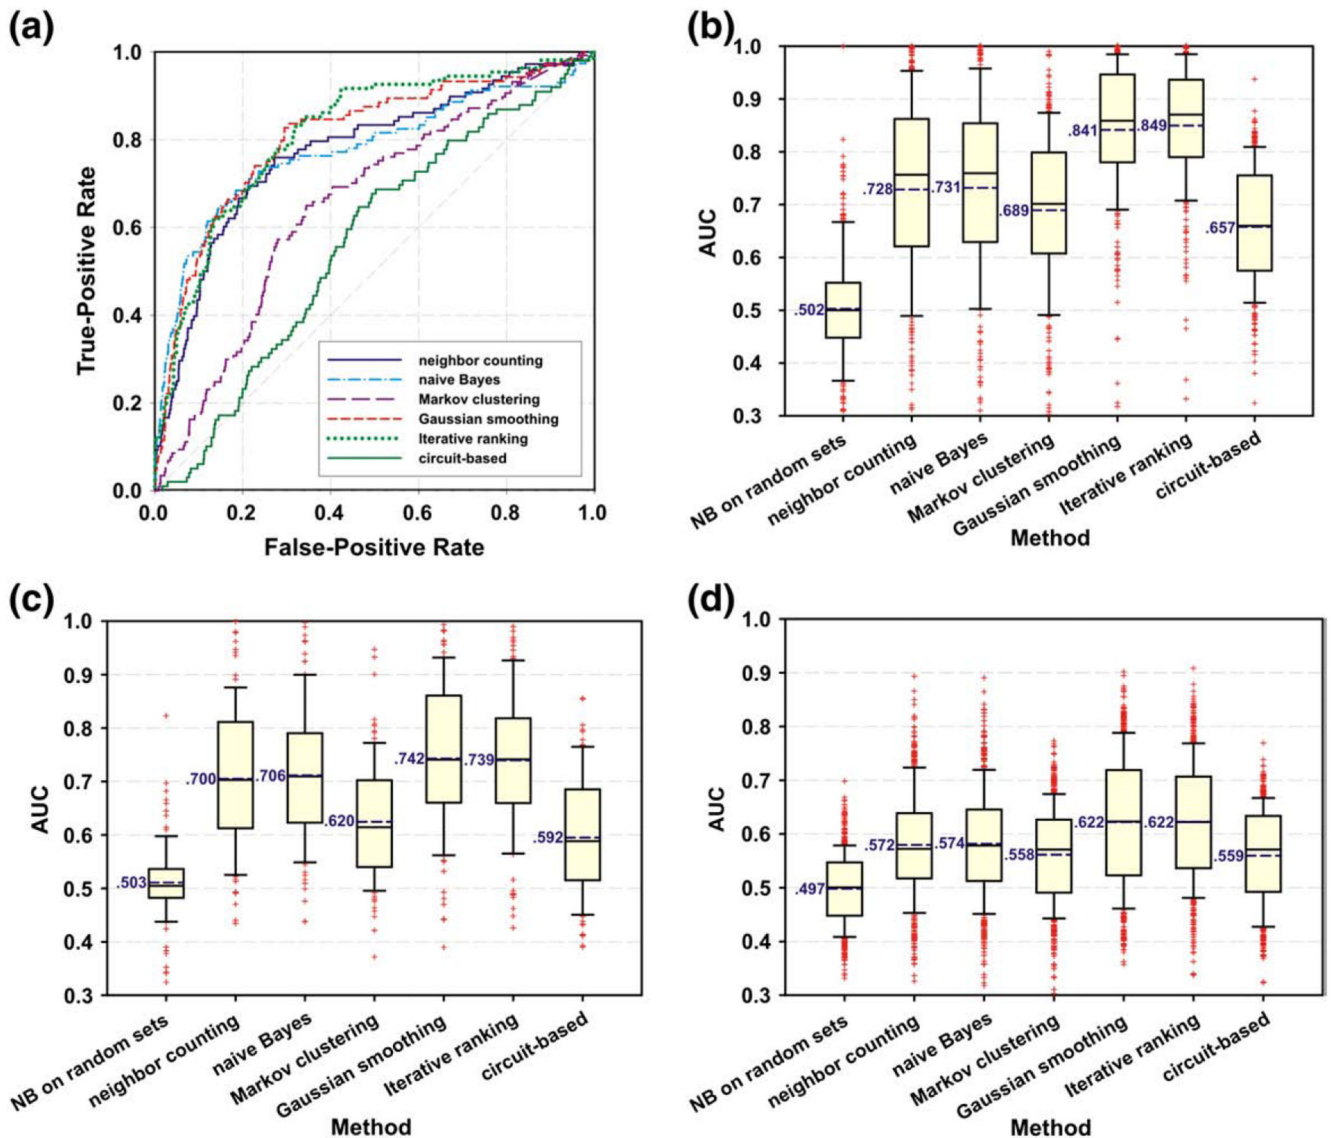 (a)
1.0
0.8
0.6
0.4
0.2
0.0
True-Positive Rate
neighbor counting
naive Bayes
Markov clustering
Gaussian smoothing
Iterative ranking
circuit-based
0.0 0.2 0.4 0.6 0.8 1.0
False-Positive Rate
(b)
1.0
0.9
0.8
0.7
0.6
0.5
0.4
0.3
AUC
.502
.728
.731
.689
.841
.849
.657
NB on random sets
neighbor counting
naive Bayes
Markov clustering
Gaussian smoothing
Iterative ranking
circuit-based
Method
(c)
1.0
0.9
0.8
0.7
0.6
0.5
0.4
0.3
AUC
.503
.700
.706
.620
.742
.739
.592
NB on random sets
neighbor counting
naive Bayes
Markov clustering
Gaussian smoothing
Iterative ranking
circuit-based
Method
(d)
1.0
0.9
0.8
0.7
0.6
0.5
0.4
0.3
AUC
.497
.572
.574
.558
.622
.622
.559
NB on random sets
neighbor counting
naive Bayes
Markov clustering
Gaussian smoothing
Iterative ranking
circuit-based
Method